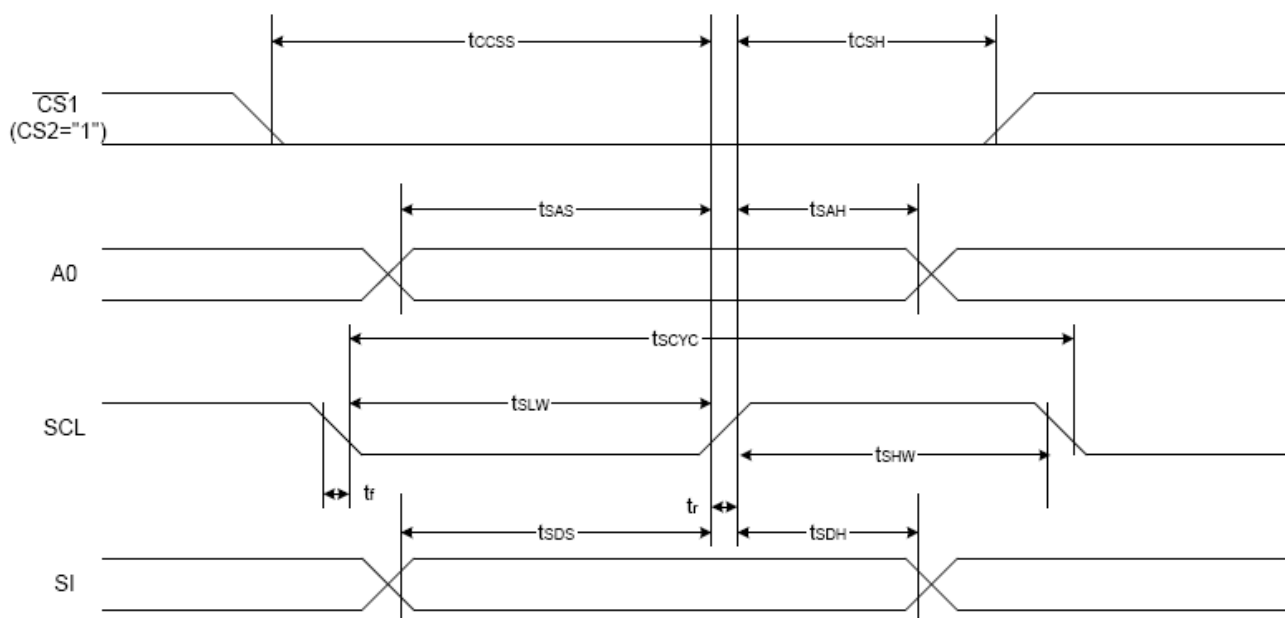 tCCSS
tCSH
CS1
(CS2="1")
tSAS
tSAH
A0
tSCYC
tSLW
SCL
tSHW
tf
tr
tSDS
tSDH
SI